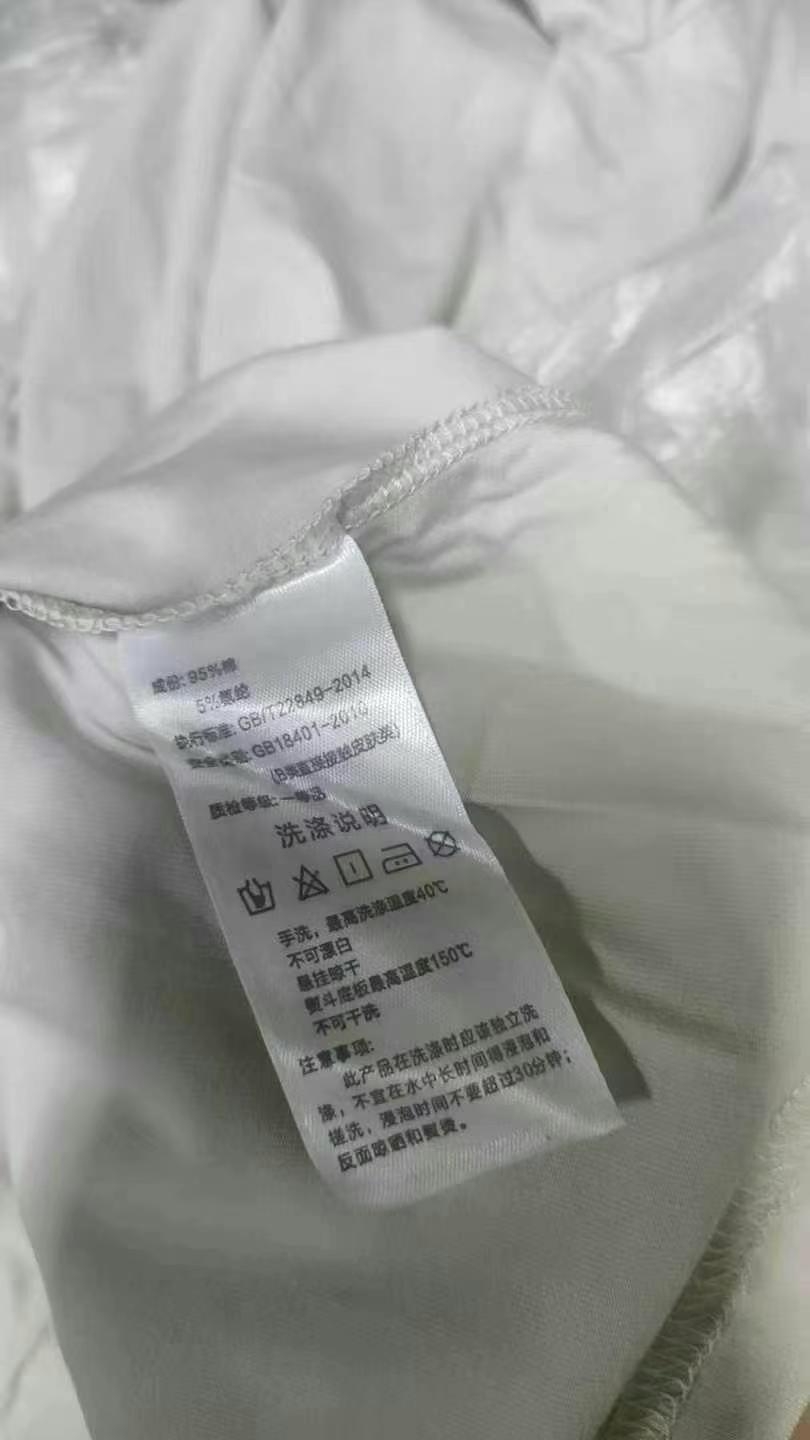 成份: 95%棉
5%氨纶
执行标准: GB/T22849-2014
安全类别: GB18401-2010
(B类直接接触皮肤类)
质检等级: 一等品
洗涤说明
手洗，最高洗涤温度40℃
不可漂白
悬挂晾干
熨斗底板最高温度150℃
不可干洗
注意事项:
此产品在洗涤时应该独立洗
涤，不宜在水中长时间得浸泡和
搓洗，浸泡时间不要超过30分钟；
反面晾晒和熨烫。